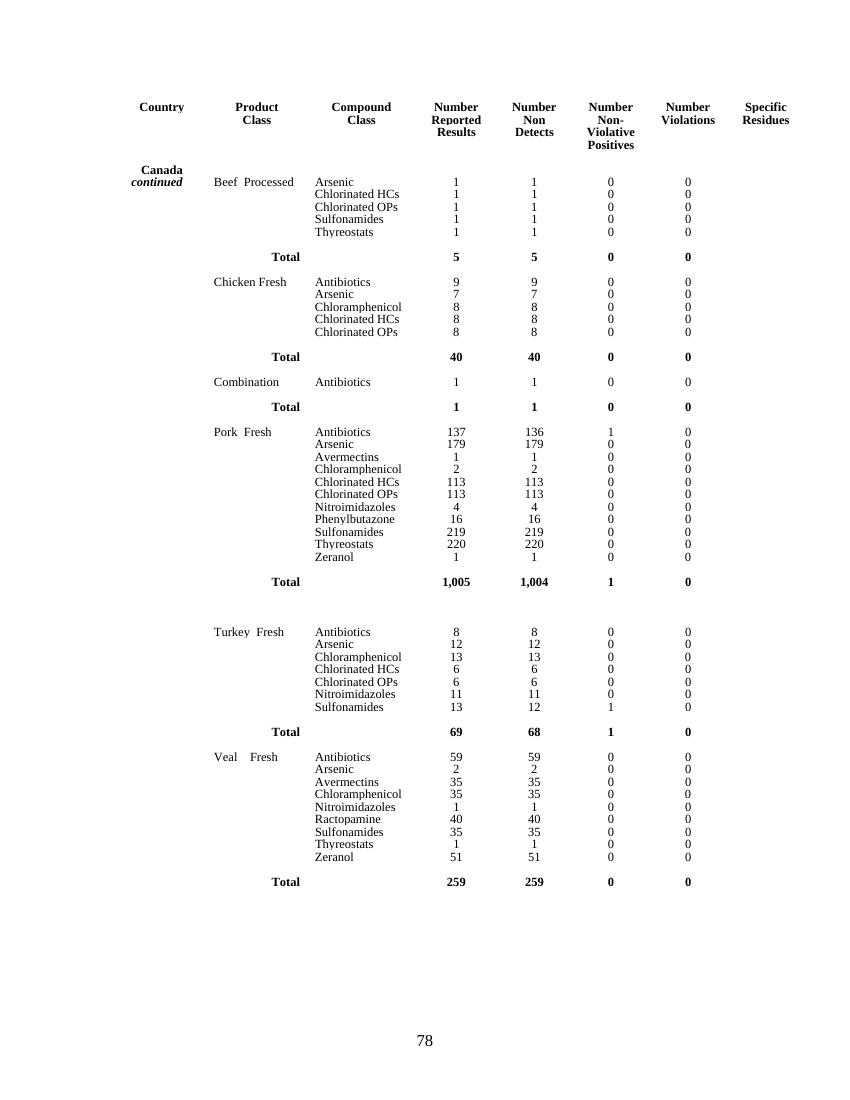 Country Product Compound Number Number Number Number Specific
Class Class Reported Non Non- Violations Residues
Results Detects Violative
Positives
Canada
continued Beef Processed Arsenic 1 1 0 0
Chlorinated HCs 1 1 0 0
Chlorinated OPs 1 1 0 0
Sulfonamides 1 1 0 0
Thyreostats 1 1 0 0
Total 5 5 0 0
Chicken Fresh Antibiotics 9 9 0 0
Arsenic 7 7 0 0
Chloramphenicol 8 8 0 0
Chlorinated HCs 8 8 0 0
Chlorinated OPs 8 8 0 0
Total 40 40 0 0
Combination Antibiotics 1 1 0 0
Total 1 1 0 0
Pork Fresh Antibiotics 137 136 1 0
Arsenic 179 179 0 0
Avermectins 1 1 0 0
Chloramphenicol 2 2 0 0
Chlorinated HCs 113 113 0 0
Chlorinated OPs 113 113 0 0
Nitroimidazoles 4 4 0 0
Phenylbutazone 16 16 0 0
Sulfonamides 219 219 0 0
Thyreostats 220 220 0 0
Zeranol 1 1 0 0
Total 1,005 1,004 1 0
Turkey Fresh Antibiotics 8 8 0 0
Arsenic 12 12 0 0
Chloramphenicol 13 13 0 0
Chlorinated HCs 6 6 0 0
Chlorinated OPs 6 6 0 0
Nitroimidazoles 11 11 0 0
Sulfonamides 13 12 1 0
Total 69 68 1 0
Veal Fresh Antibiotics 59 59 0 0
Arsenic 2 2 0 0
Avermectins 35 35 0 0
Chloramphenicol 35 35 0 0
Nitroimidazoles 1 1 0 0
Ractopamine 40 40 0 0
Sulfonamides 35 35 0 0
Thyreostats 1 1 0 0
Zeranol 51 51 0 0
Total 259 259 0 0
78